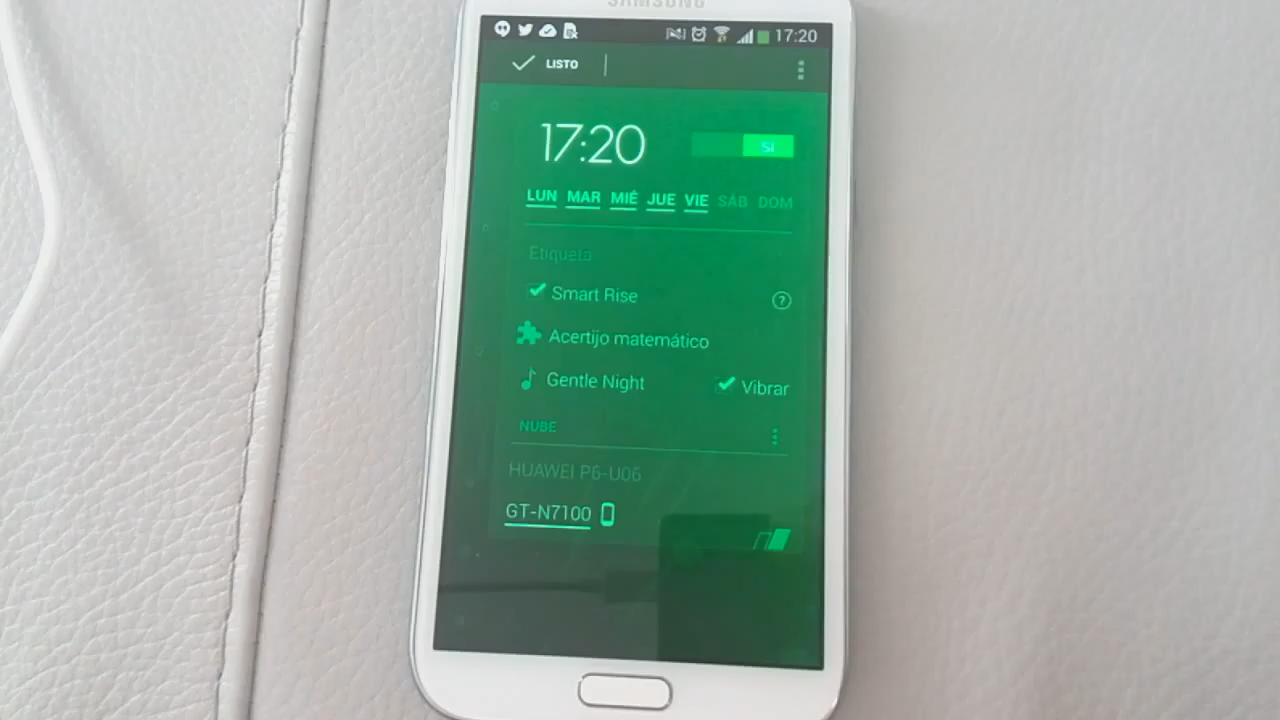 SAMSUNG
17:20
LISTO
17:20 SI
LUN MAR MIÉ JUE VIE SÁB DOM
Etiqueta
Smart Rise ?
Acertijo matemático
Gentle Night Vibrar
NUBE
HUAWEI P6-U06
GT-N7100